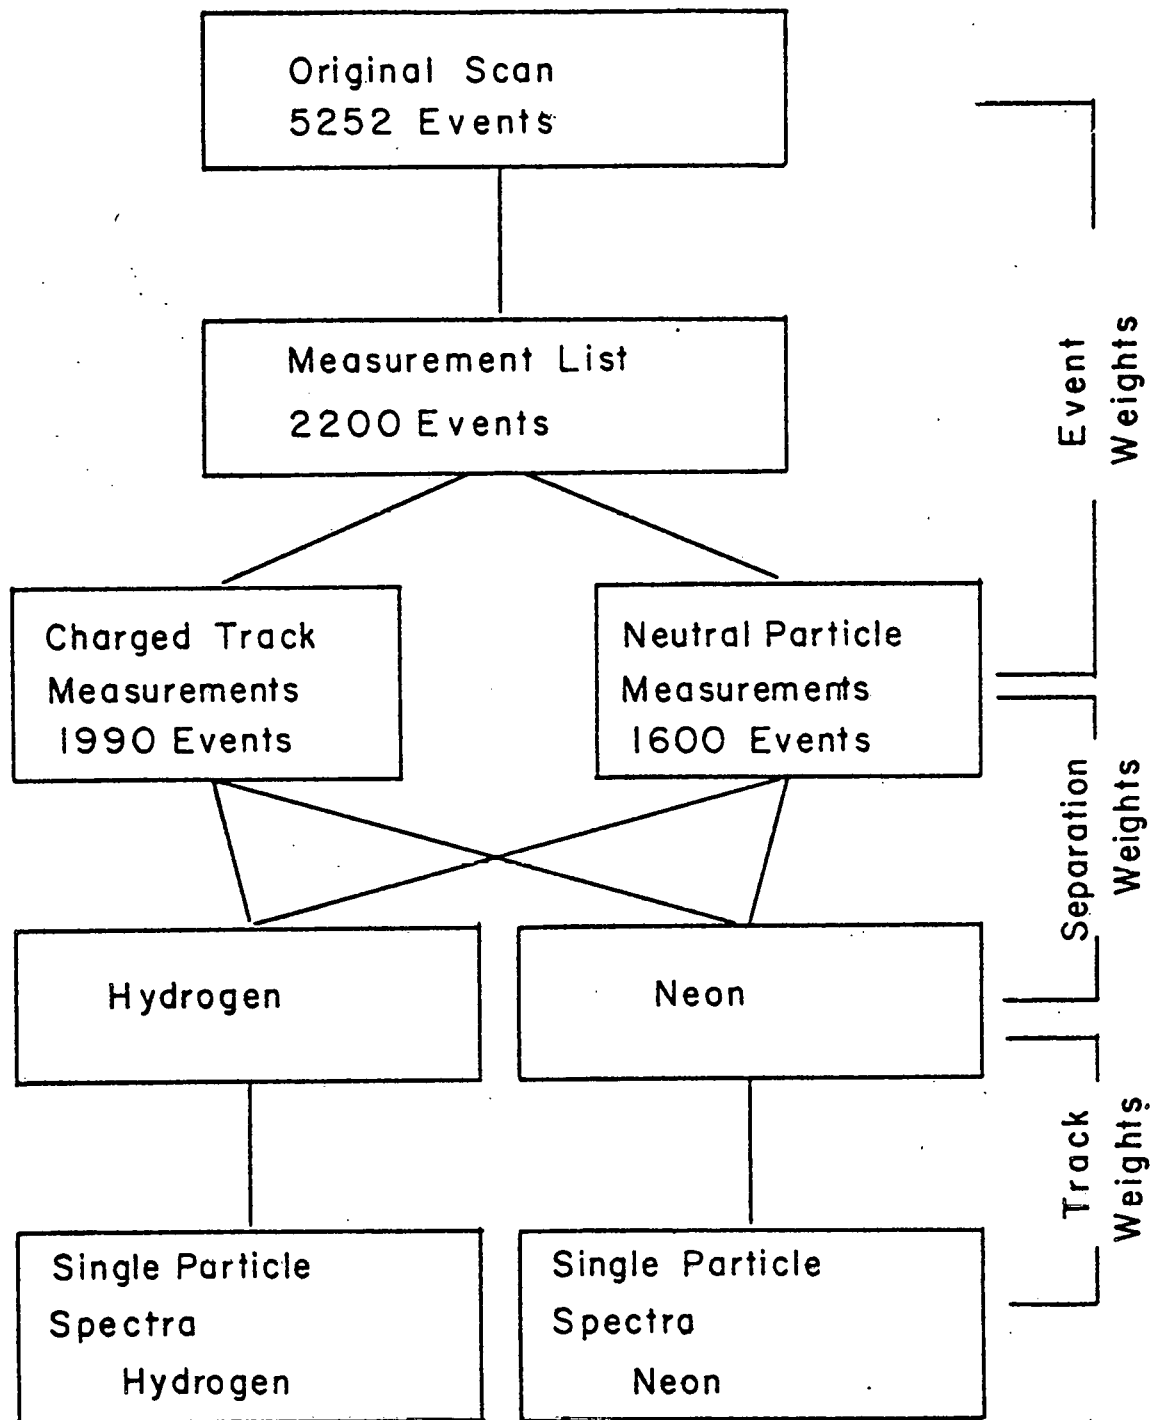 Original Scan
5252 Events
Measurement List
2200 Events
Event
Weights
Charged Track
Measurements
1990 Events
Neutral Particle
Measurements
1600 Events
Separation
Weights
Hydrogen
Neon
Track
Weights
Single Particle
Spectra
Hydrogen
Single Particle
Spectra
Neon